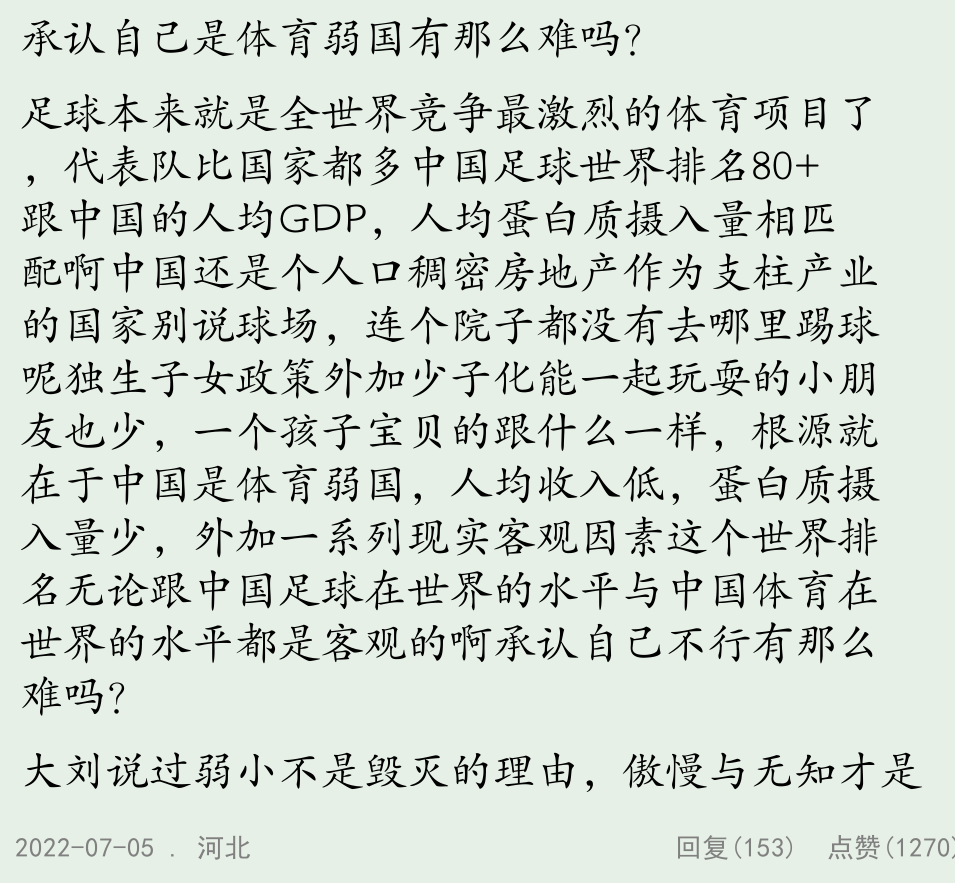 承认自己是体育弱国有那么难吗？
足球本来就是全世界竞争最激烈的体育项目了
，代表队比国家都多中国足球世界排名80+
跟中国的人均GDP，人均蛋白质摄入量相匹
配啊中国还是个人口稠密房地产作为支柱产业
的国家别说球场，连个院子都没有去哪里踢球
呢独生子女政策外加少子化能一起玩耍的小朋
友也少，一个孩子宝贝的跟什么一样，根源就
在于中国是体育弱国，人均收入低，蛋白质摄
入量少，外加一系列现实客观因素这个世界排
名无论跟中国足球在世界的水平与中国体育在
世界的水平都是客观的啊承认自己不行有那么
难吗？
大刘说过弱小不是毁灭的理由，傲慢与无知才是
2022-07-05 . 河北 回复(153) 点赞(1270)